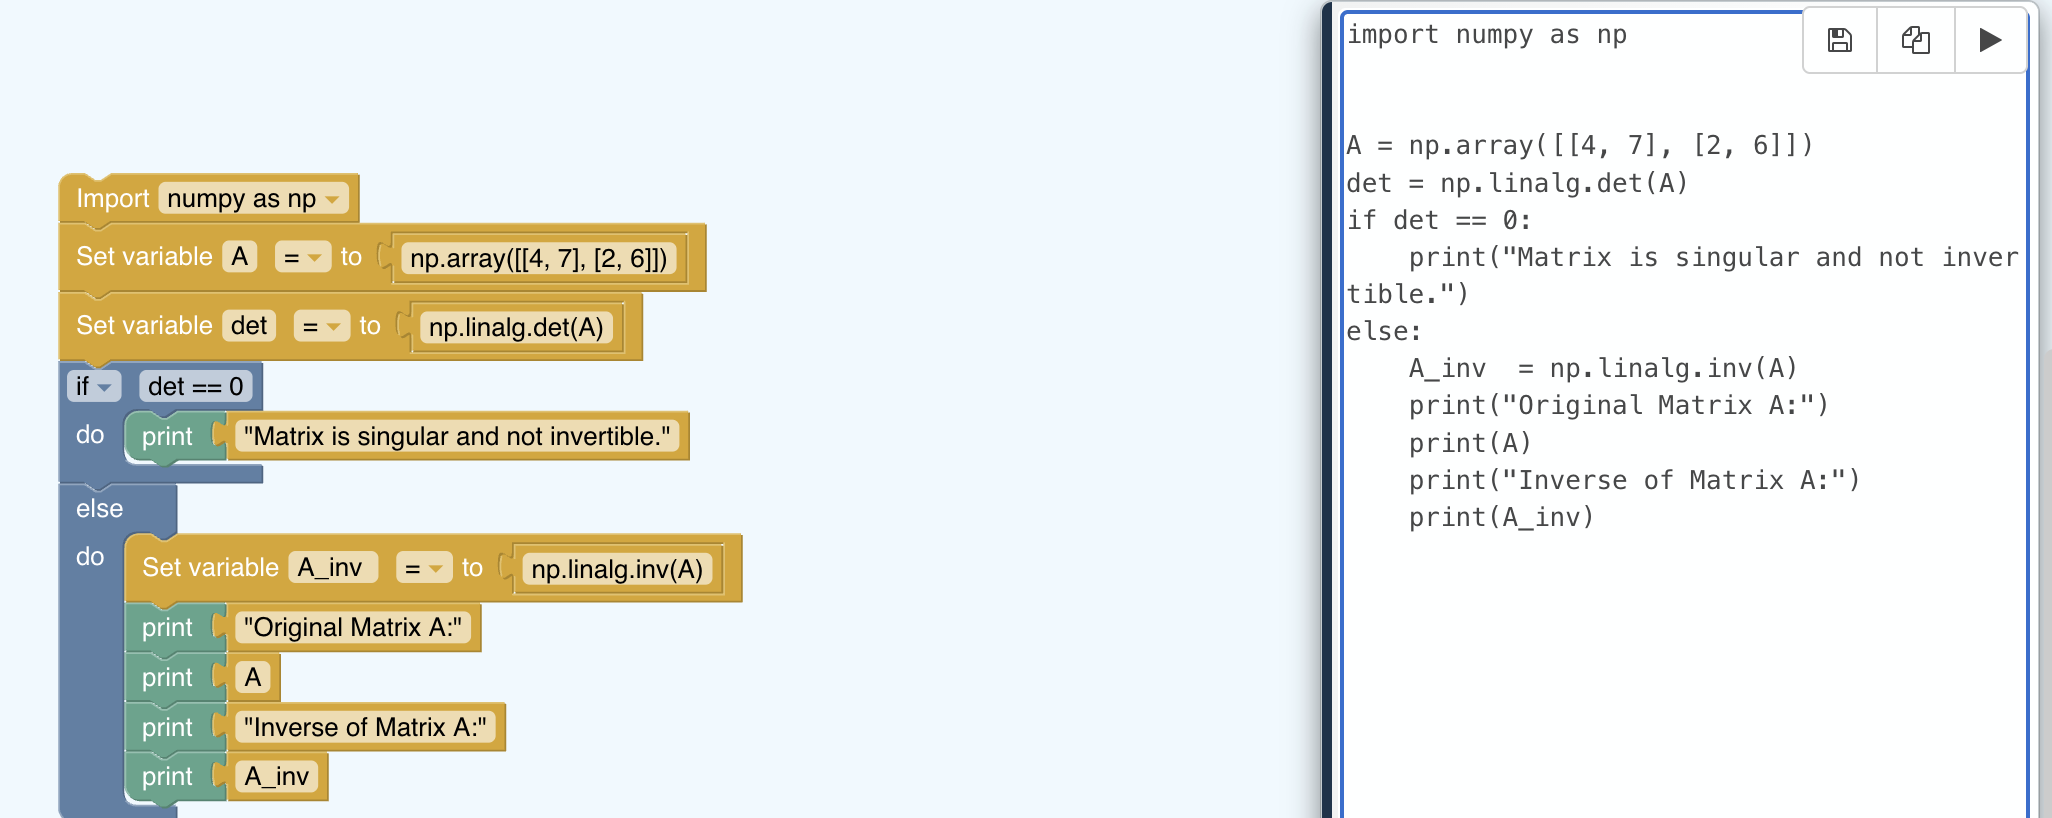 Import numpy as np
Set variable A = to np.array([[4, 7], [2, 6]])
Set variable det = to np.linalg.det(A)
if det == 0
do print "Matrix is singular and not invertible."
else
do Set variable A_inv = to np.linalg.inv(A)
print "Original Matrix A:"
print A
print "Inverse of Matrix A:"
print A_inv
import numpy as np
A = np.array([[4, 7], [2, 6]])
det = np.linalg.det(A)
if det == 0:
    print("Matrix is singular and not inver
tible.")
else:
    A_inv  = np.linalg.inv(A)
    print("Original Matrix A:")
    print(A)
    print("Inverse of Matrix A:")
    print(A_inv)